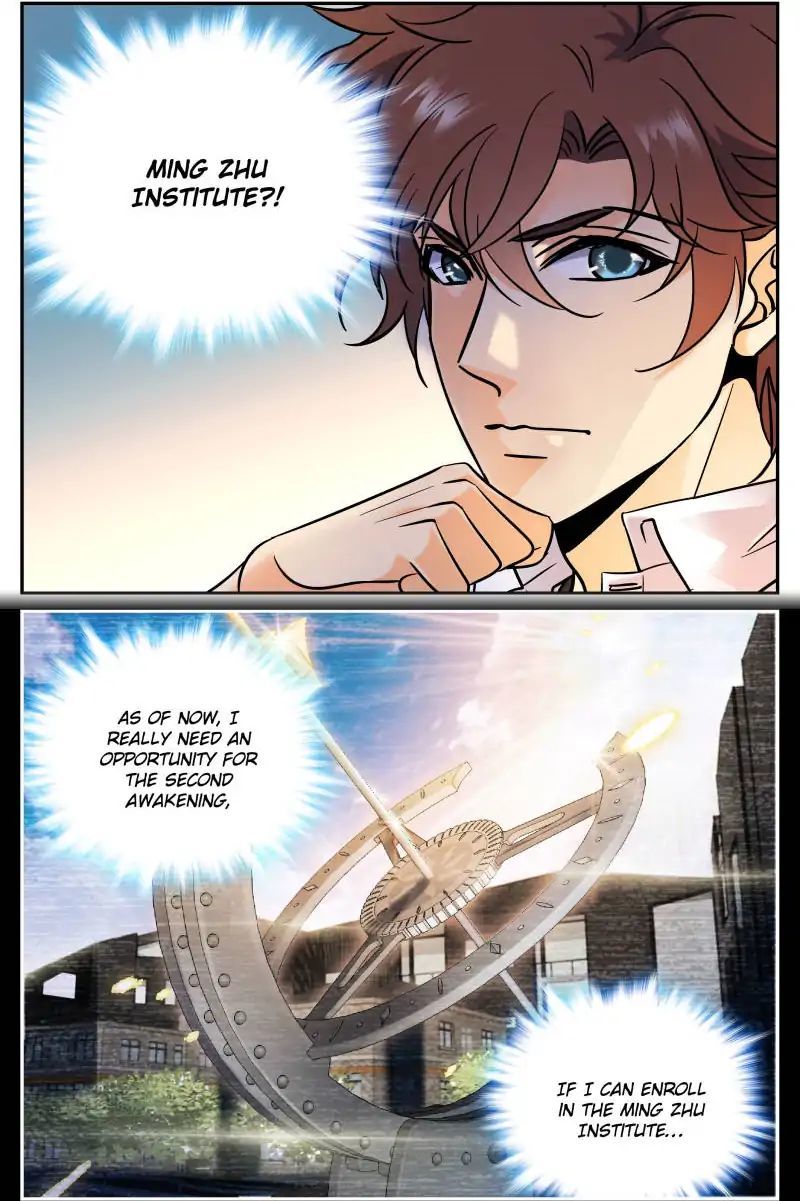 MING ZHU
INSTITUTE?!
AS OF NOW, I
REALLY NEED AN
OPPORTUNITY FOR
THE SECOND
AWAKENING,
IF I CAN ENROLL
IN THE MING ZHU
INSTITUTE...